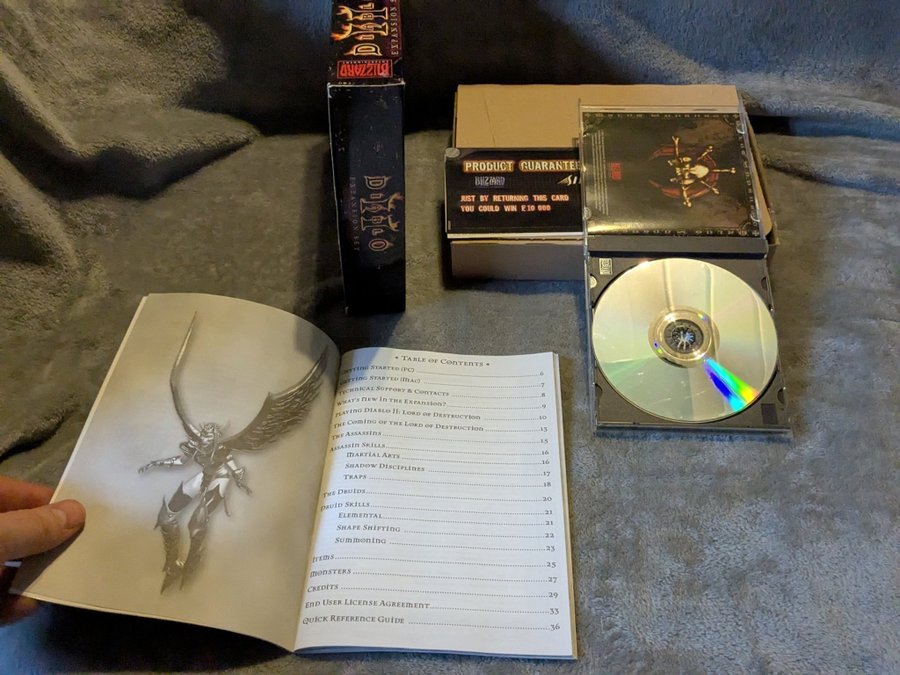 DIABLO II
EXPANSION SET
BLIZZARD
ENTERTAINMENT
DIABLO II
EXPANSION SET
PRODUCT GUARANTEE
BLIZZARD
JUST BY RETURNING THIS CARD
YOU COULD WIN £10 000
Table of Contents
Getting Started (PC) 6
Getting Started (Mac) 7
Technical Support & Contacts 8
What's New In the Expansion? 9
Playing Diablo II: Lord of Destruction 10
The Coming of the Lord of Destruction 13
The Assassins 15
Assassin Skills 16
Martial Arts 16
Shadow Disciplines 17
Traps 18
The Druids 20
Druid Skills 21
Elemental 21
Shape Shifting 22
Summoning 23
Items 25
Monsters 27
Credits 29
End User License Agreement 33
Quick Reference Guide 36